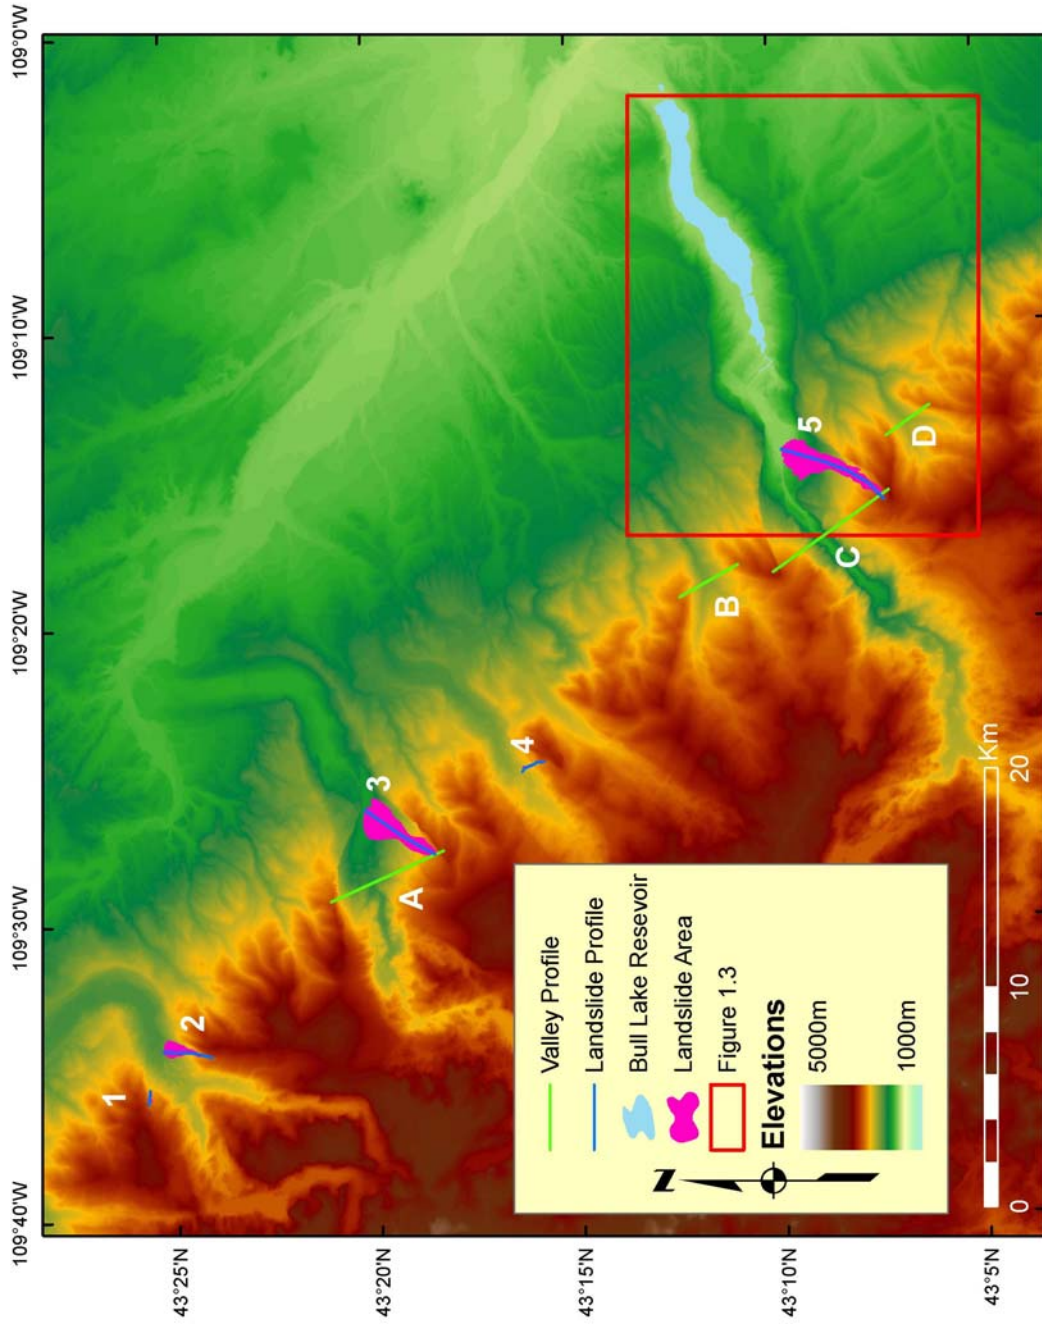 109°40'W
109°30'W
109°20'W
109°10'W
109°0'W
43°25'N
43°20'N
43°15'N
43°10'N
43°5'N
1
2
3
A
4
B
C
5
D
Valley Profile
Landslide Profile
Bull Lake Resevoir
Landslide Area
Figure 1.3
Elevations
5000m
1000m
N
0
10
20
Km